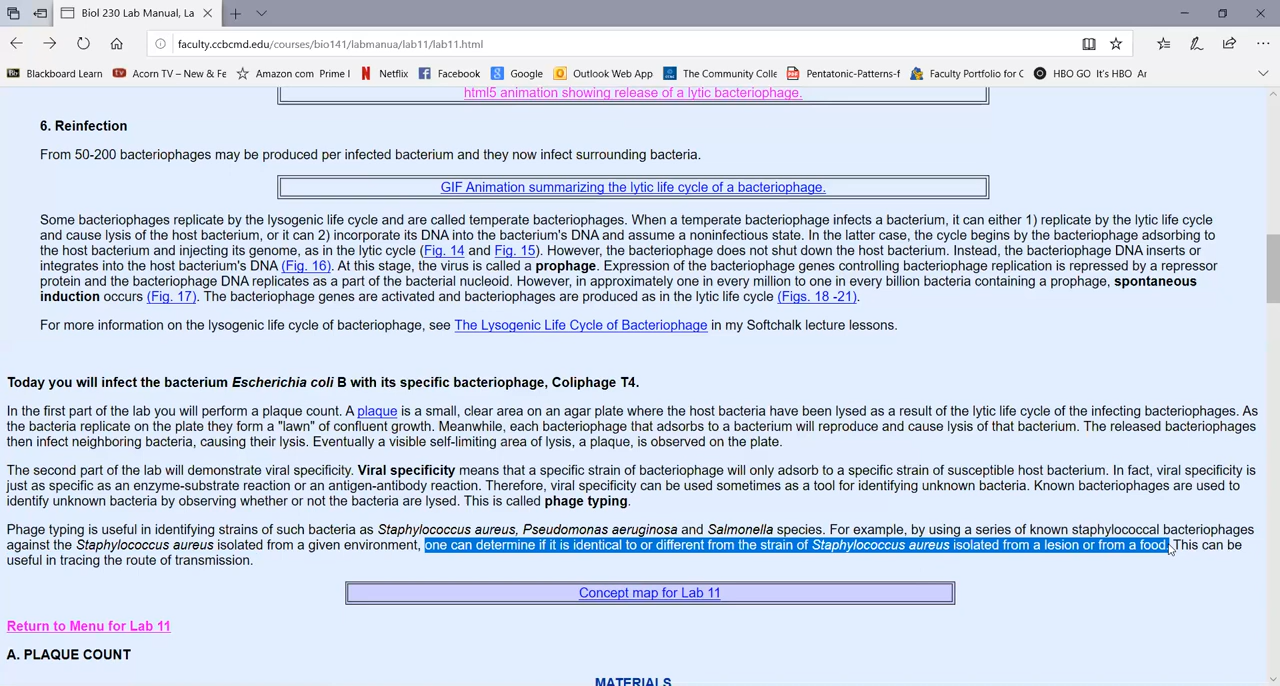 Biol 230 Lab Manual, La
faculty.ccbcmd.edu/courses/bio141/labmanua/lab11/lab11.html
Blackboard Learn Acorn TV – New & Fe Amazon com Prime I Netflix Facebook Google Outlook Web App The Community Colle Pentatonic-Patterns-f Faculty Portfolio for C HBO GO It's HBO Ar
html5 animation showing release of a lytic bacteriophage.
6. Reinfection
From 50-200 bacteriophages may be produced per infected bacterium and they now infect surrounding bacteria.
GIF Animation summarizing the lytic life cycle of a bacteriophage.
Some bacteriophages replicate by the lysogenic life cycle and are called temperate bacteriophages. When a temperate bacteriophage infects a bacterium, it can either 1) replicate by the lytic life cycle
and cause lysis of the host bacterium, or it can 2) incorporate its DNA into the bacterium's DNA and assume a noninfectious state. In the latter case, the cycle begins by the bacteriophage adsorbing to
the host bacterium and injecting its genome, as in the lytic cycle (Fig. 14 and Fig. 15). However, the bacteriophage does not shut down the host bacterium. Instead, the bacteriophage DNA inserts or
integrates into the host bacterium's DNA (Fig. 16). At this stage, the virus is called a prophage. Expression of the bacteriophage genes controlling bacteriophage replication is repressed by a repressor
protein and the bacteriophage DNA replicates as a part of the bacterial nucleoid. However, in approximately one in every million to one in every billion bacteria containing a prophage, spontaneous
induction occurs (Fig. 17). The bacteriophage genes are activated and bacteriophages are produced as in the lytic life cycle (Figs. 18 -21).
For more information on the lysogenic life cycle of bacteriophage, see The Lysogenic Life Cycle of Bacteriophage in my Softchalk lecture lessons.
Today you will infect the bacterium Escherichia coli B with its specific bacteriophage, Coliphage T4.
In the first part of the lab you will perform a plaque count. A plaque is a small, clear area on an agar plate where the host bacteria have been lysed as a result of the lytic life cycle of the infecting bacteriophages. As
the bacteria replicate on the plate they form a "lawn" of confluent growth. Meanwhile, each bacteriophage that adsorbs to a bacterium will reproduce and cause lysis of that bacterium. The released bacteriophages
then infect neighboring bacteria, causing their lysis. Eventually a visible self-limiting area of lysis, a plaque, is observed on the plate.
The second part of the lab will demonstrate viral specificity. Viral specificity means that a specific strain of bacteriophage will only adsorb to a specific strain of susceptible host bacterium. In fact, viral specificity is
just as specific as an enzyme-substrate reaction or an antigen-antibody reaction. Therefore, viral specificity can be used sometimes as a tool for identifying unknown bacteria. Known bacteriophages are used to
identify unknown bacteria by observing whether or not the bacteria are lysed. This is called phage typing.
Phage typing is useful in identifying strains of such bacteria as Staphylococcus aureus, Pseudomonas aeruginosa and Salmonella species. For example, by using a series of known staphylococcal bacteriophages
against the Staphylococcus aureus isolated from a given environment, one can determine if it is identical to or different from the strain of Staphylococcus aureus isolated from a lesion or from a food. This can be
useful in tracing the route of transmission.
Concept map for Lab 11
Return to Menu for Lab 11
A. PLAQUE COUNT
MATERIALS